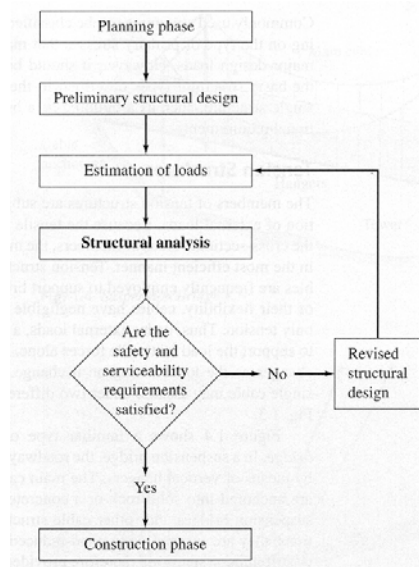 Planning phase
Preliminary structural design
Estimation of loads
Structural analysis
Are the
safety and
serviceability
requirements
satisfied?
No
Revised
structural
design
Yes
Construction phase